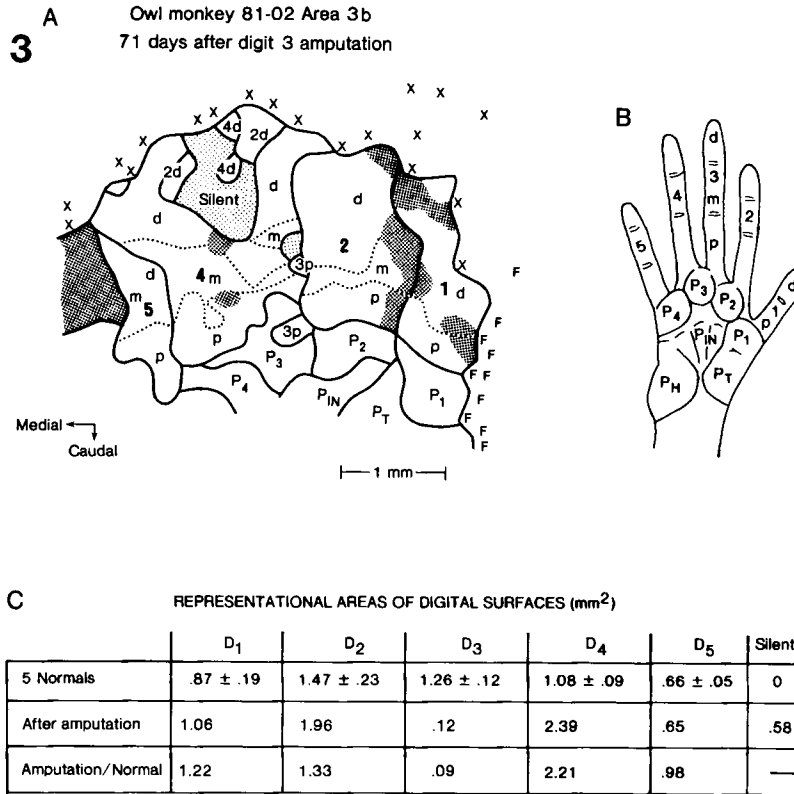 A
Owl monkey 81-02 Area 3b
3
71 days after digit 3 amputation
X X X
X X X X X X
4d 2d
2d 4d
Silent
X X X X X X
d d d
X X
m 2
3p
d 4 m m 1 d
m 5 p
F
3p
p p P3 P2 p
P4 PIN PT P1
F F F F F F F F
Medial
Caudal
1 mm
B
d
3
m
p
4
2
5
P3
P2
P4
PIN
P1
p
d
PH
PT
C
REPRESENTATIONAL AREAS OF DIGITAL SURFACES (mm2)
D1 D2 D3 D4 D5 Silent
5 Normals .87 ± .19 1.47 ± .23 1.26 ± .12 1.08 ± .09 .66 ± .05 0
After amputation 1.06 1.96 .12 2.39 .65 .58
Amputation/Normal 1.22 1.33 .09 2.21 .98 —